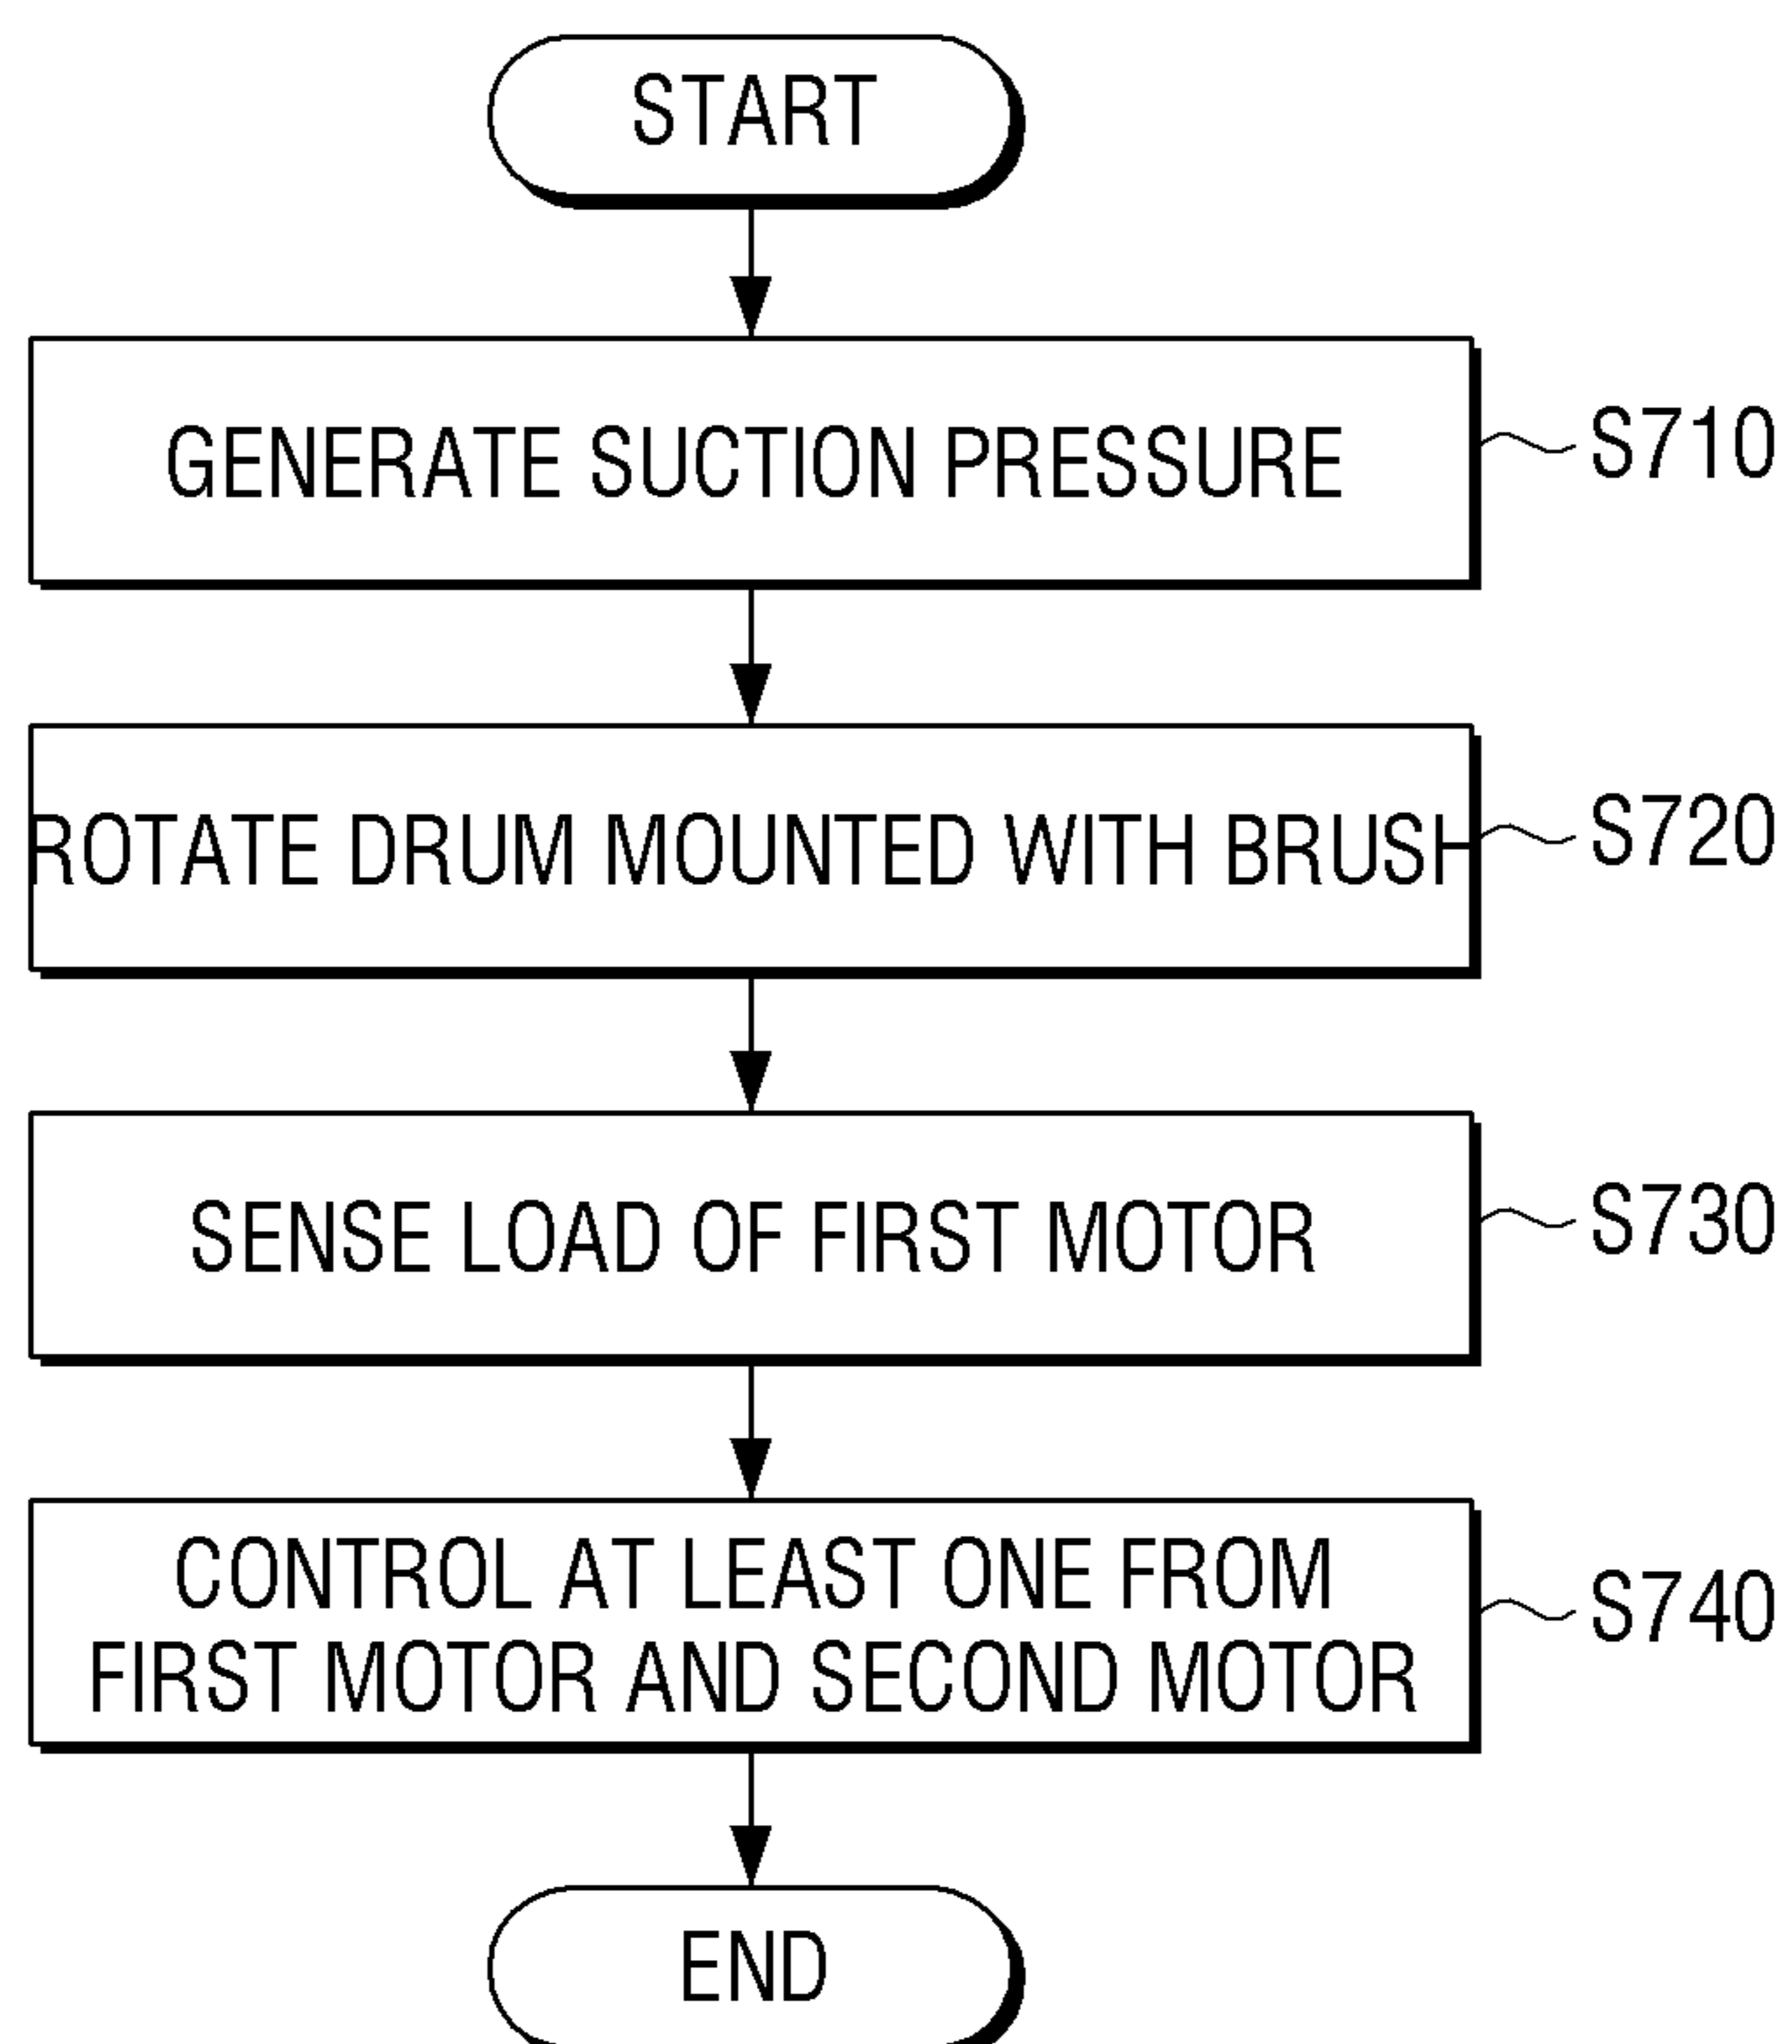 START
GENERATE SUCTION PRESSURE
S710
ROTATE DRUM MOUNTED WITH BRUSH
S720
SENSE LOAD OF FIRST MOTOR
S730
CONTROL AT LEAST ONE FROM
FIRST MOTOR AND SECOND MOTOR
S740
END